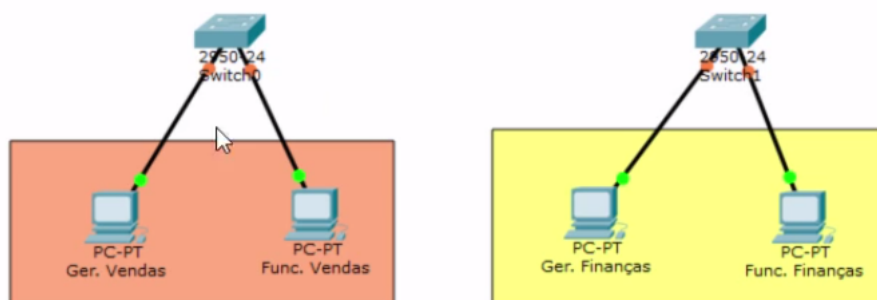 2950-24
Switch0
2950-24
Switch1
PC-PT
Ger. Vendas
PC-PT
Func. Vendas
PC-PT
Ger. Finanças
PC-PT
Func. Finanças